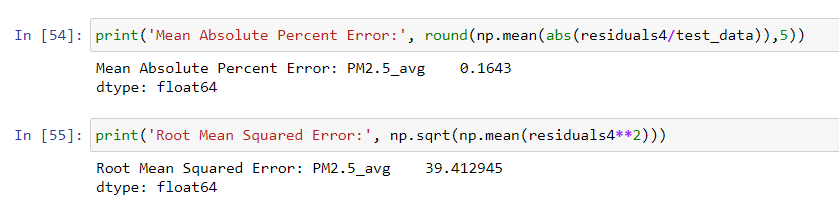 In [54]: print('Mean Absolute Percent Error:', round(np.mean(abs(residuals4/test_data)),5))
Mean Absolute Percent Error: PM2.5_avg    0.1643
dtype: float64
In [55]: print('Root Mean Squared Error:', np.sqrt(np.mean(residuals4**2)))
Root Mean Squared Error: PM2.5_avg    39.412945
dtype: float64